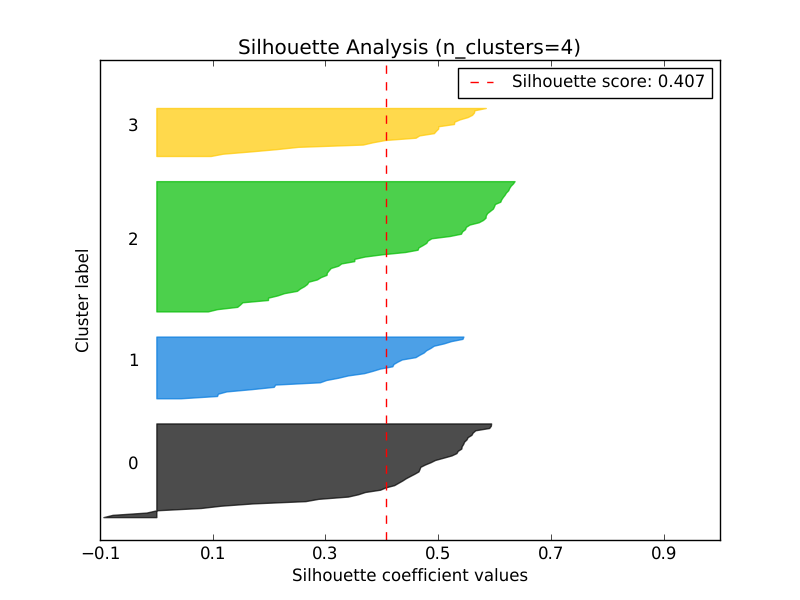 Silhouette Analysis (n_clusters=4)
Silhouette score: 0.407
3
2
1
0
Cluster label
−0.1 0.1 0.3 0.5 0.7 0.9
Silhouette coefficient values